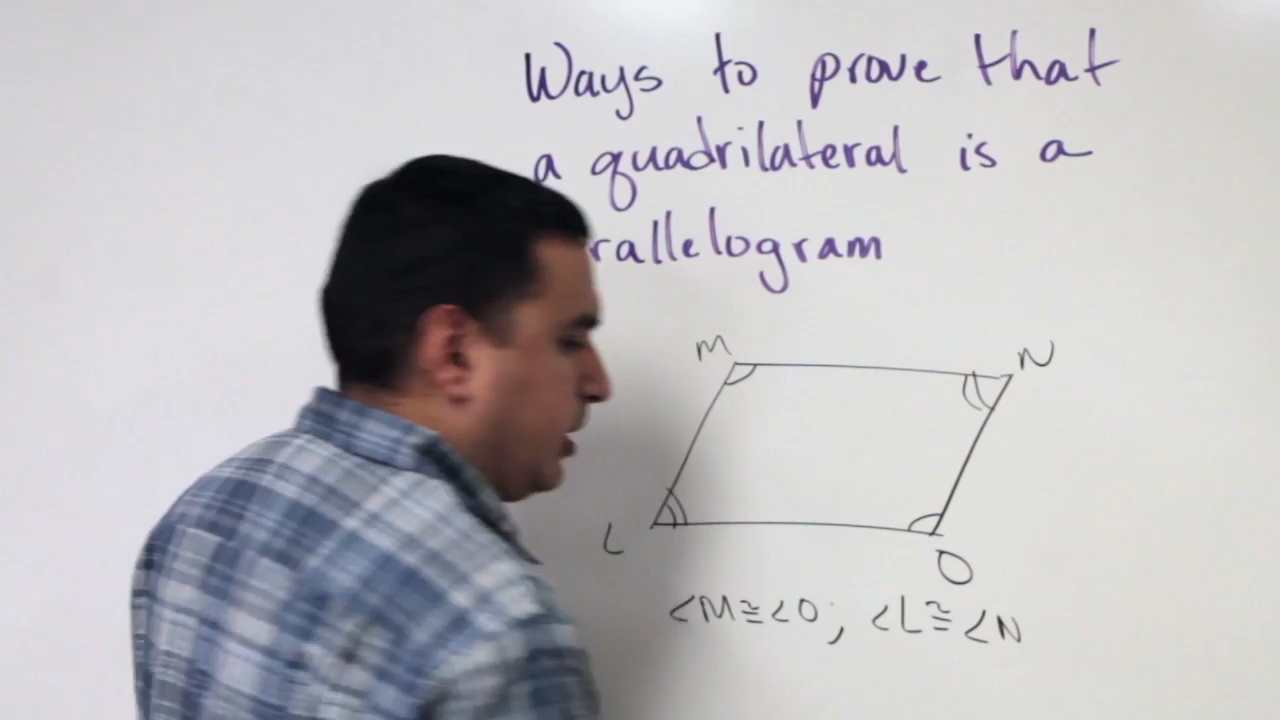 Ways to prove that
a quadrilateral is a
rallelogram
M
N
L
O
<M≅<O; <L≅<N